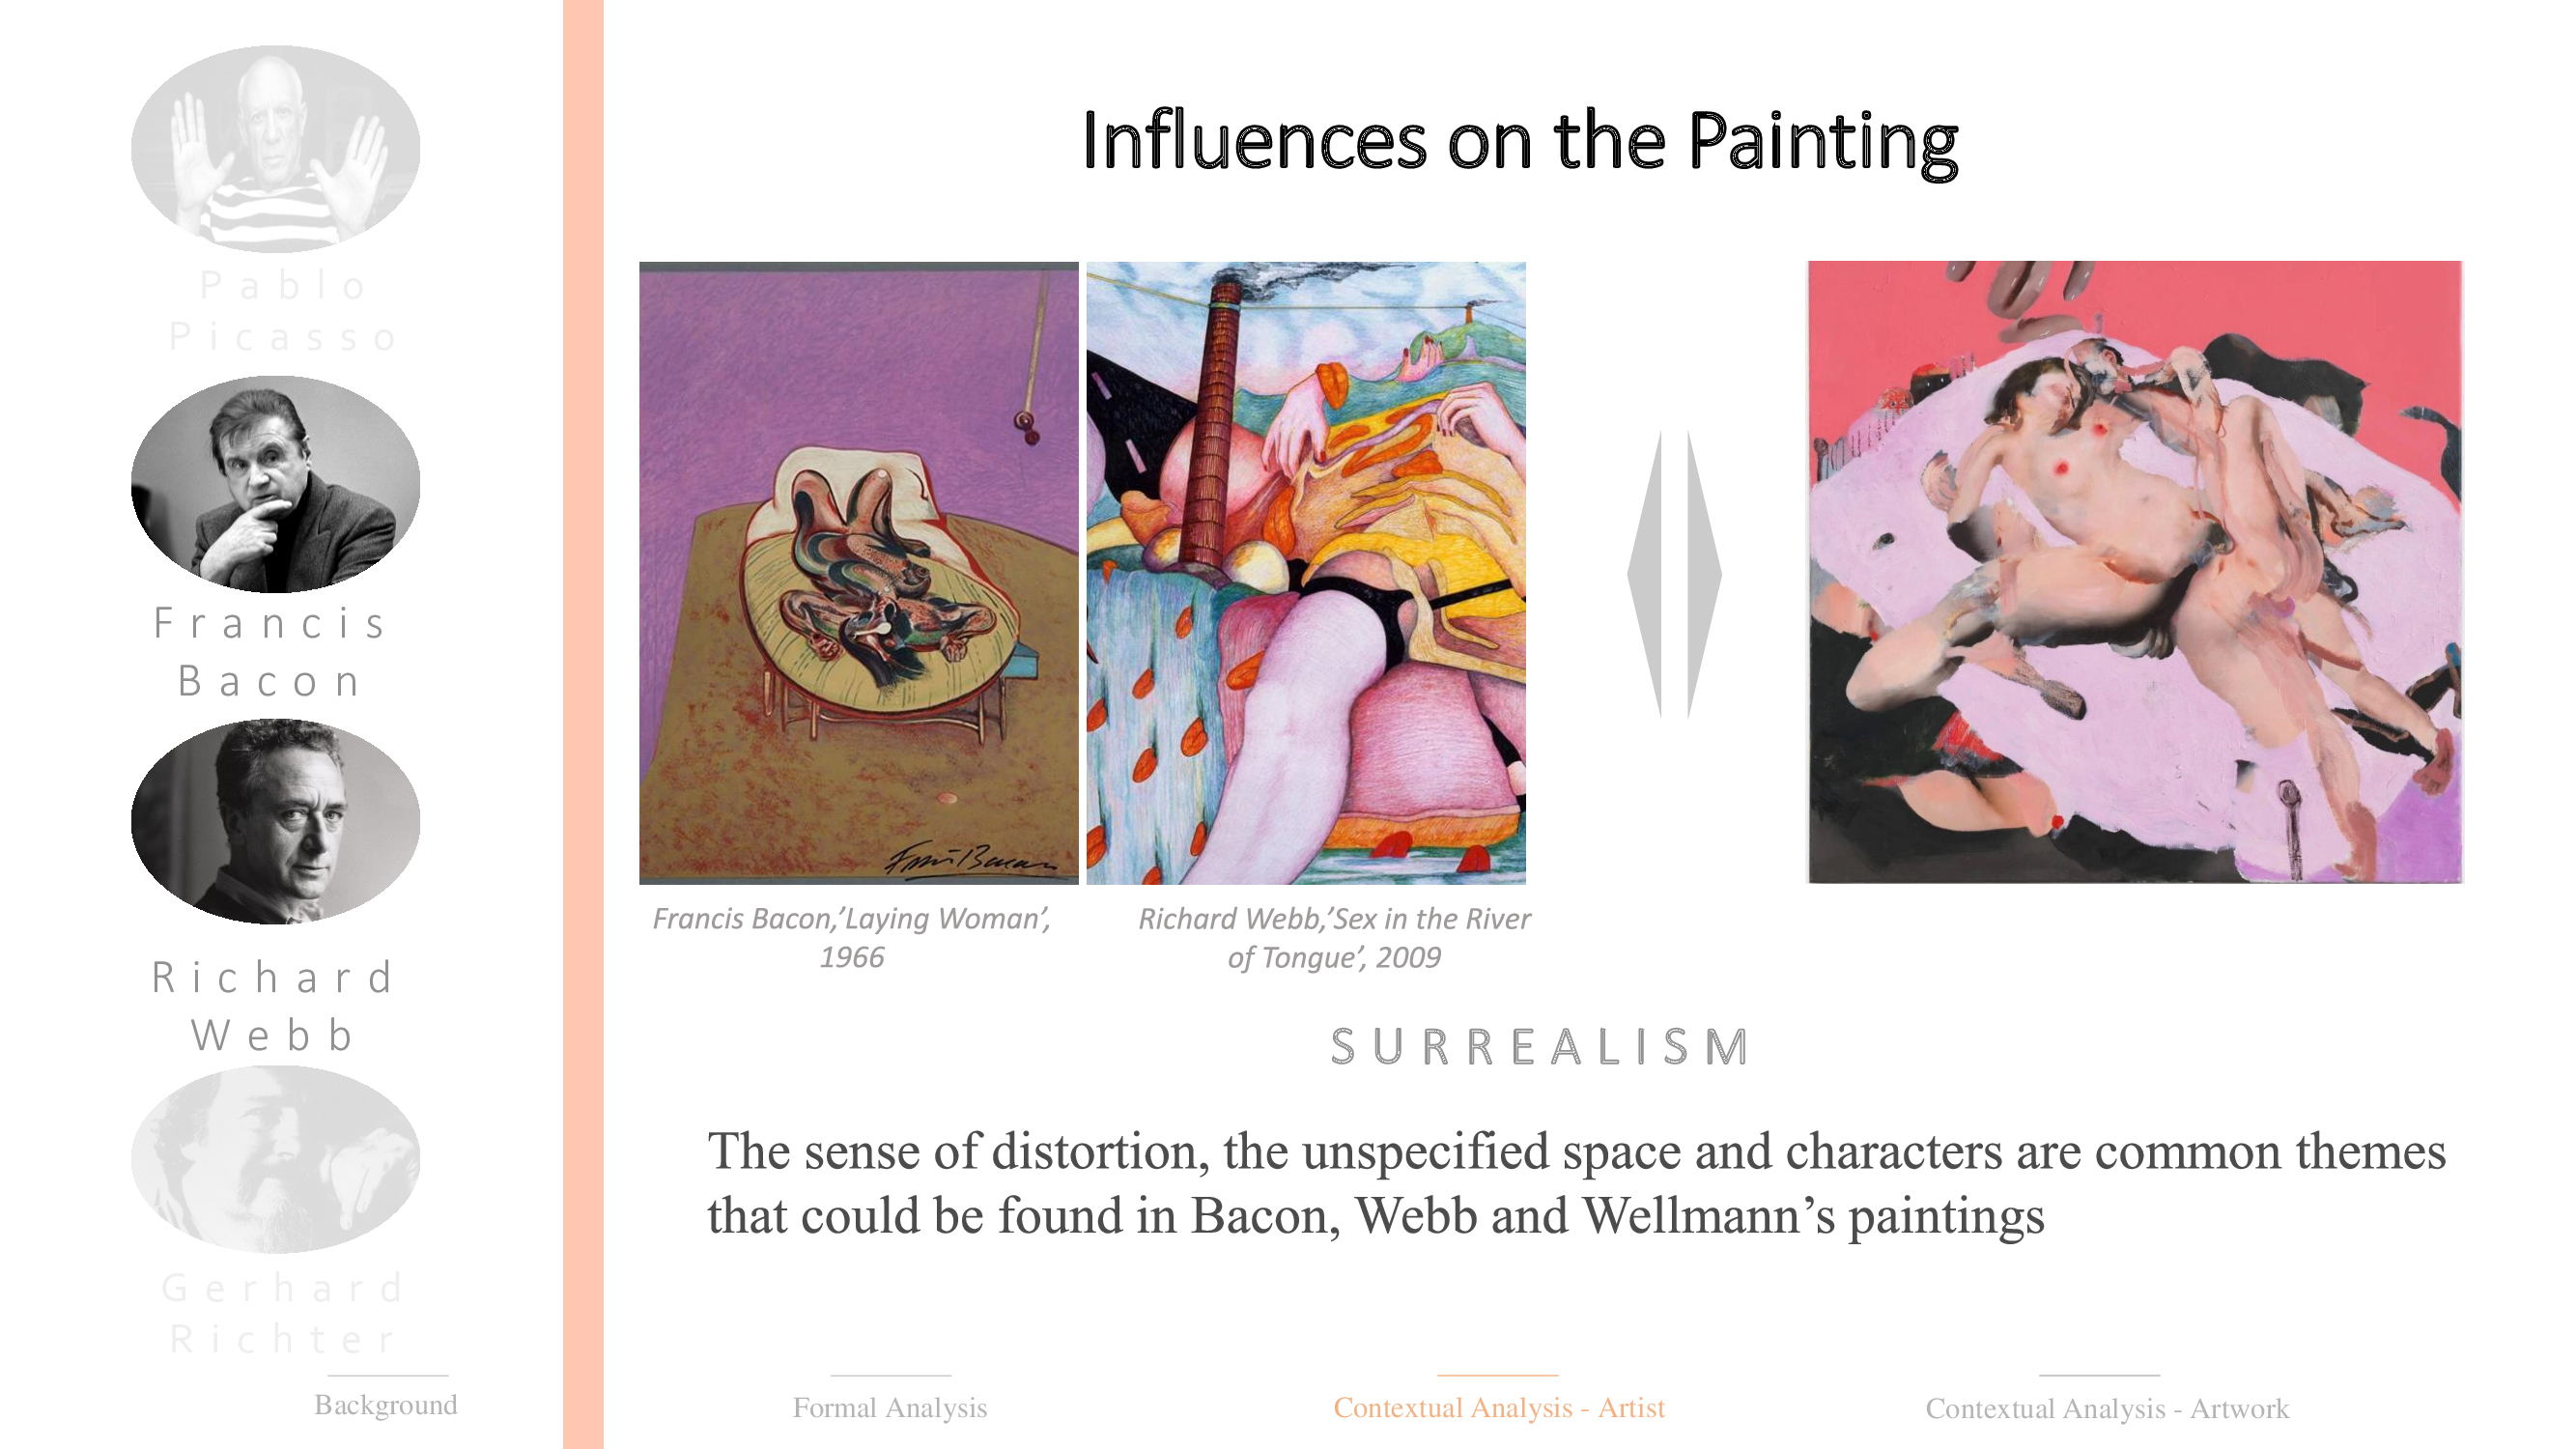 Pablo
Picasso
Francis
Bacon
Richard
Webb
Gerhard
Richter
Influences on the Painting
Francis Bacon
Francis Bacon,’Laying Woman’,
1966
Richard Webb,’Sex in the River
of Tongue’, 2009
SURREALISM
The sense of distortion, the unspecified space and characters are common themes
that could be found in Bacon, Webb and Wellmann’s paintings
Background
Formal Analysis
Contextual Analysis - Artist
Contextual Analysis - Artwork